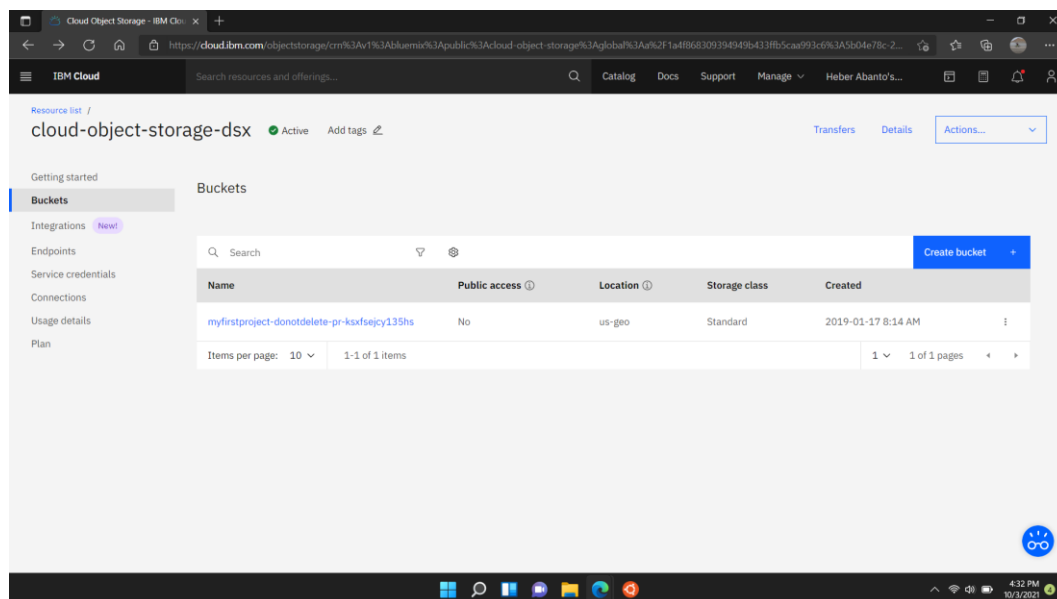 Cloud Object Storage - IBM Clou
https://cloud.ibm.com/objectstorage/crn%3Av1%3Abluemix%3Apublic%3Acloud-object-storage%3Aglobal%3Aa%2F1a4f868309394949b433ffb5caa993c6%3A5b04e78c-2...
IBM Cloud Search resources and offerings... Catalog Docs Support Manage Heber Abanto's...
Resource list /
cloud-object-storage-dsx Active Add tags Transfers Details Actions...
Getting started
Buckets
Integrations New!
Endpoints
Service credentials
Connections
Usage details
Plan
Buckets
Search Create bucket +
Name Public access Location Storage class Created
myfirstproject-donotdelete-pr-ksxfsejcy135hs No us-geo Standard 2019-01-17 8:14 AM
Items per page: 10 1-1 of 1 items 1 1 of 1 pages
4:32 PM
10/3/2021
4